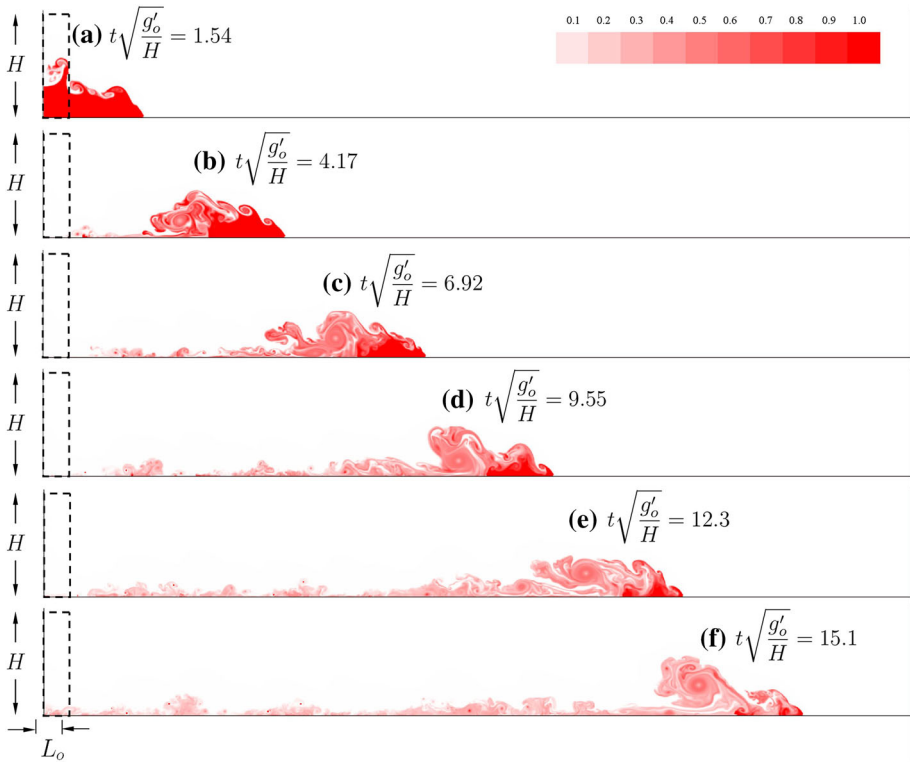 0.1 0.2 0.3 0.4 0.5 0.6 0.7 0.8 0.9 1.0
(a) t√(g′ₒ/H) = 1.54
H
(b) t√(g′ₒ/H) = 4.17
H
(c) t√(g′ₒ/H) = 6.92
H
(d) t√(g′ₒ/H) = 9.55
H
(e) t√(g′ₒ/H) = 12.3
H
(f) t√(g′ₒ/H) = 15.1
H
Lₒ